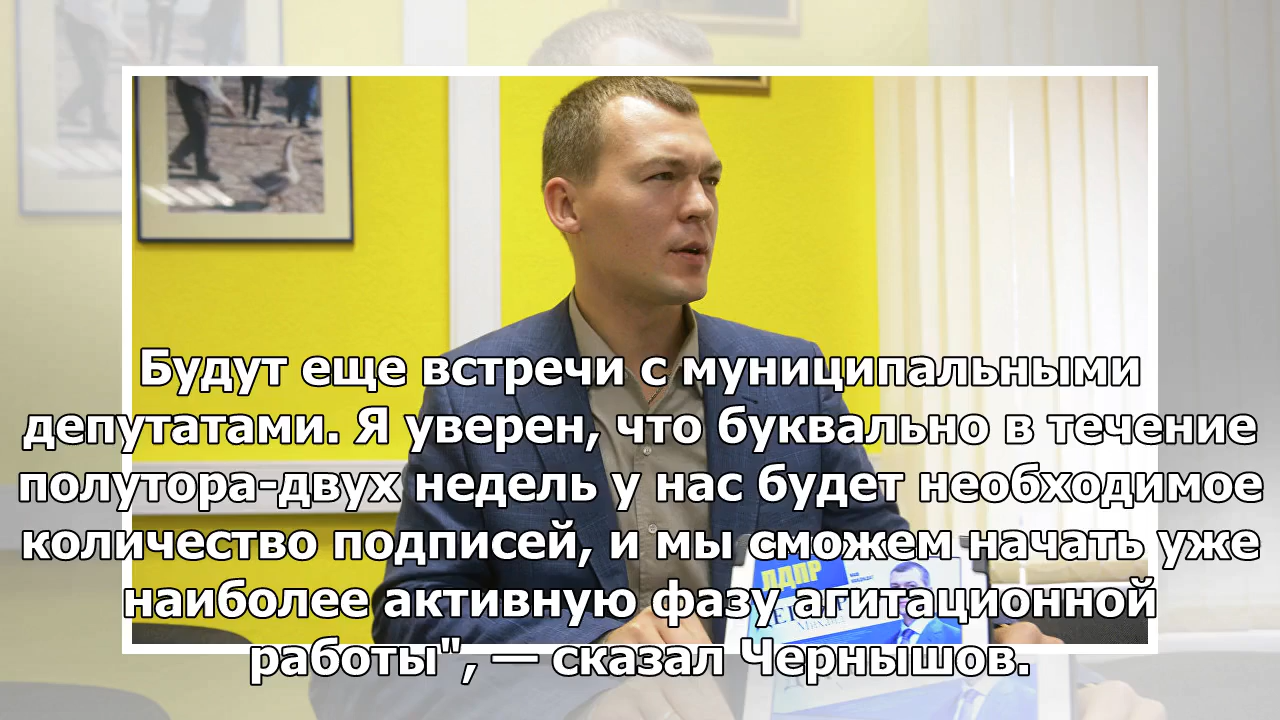 Будут еще встречи с муниципальными
депутатами. Я уверен, что буквально в течение
полутора-двух недель у нас будет необходимое
количество подписей, и мы сможем начать уже
наиболее активную фазу агитационной
работы", — сказал Чернышов.
ЛДПР